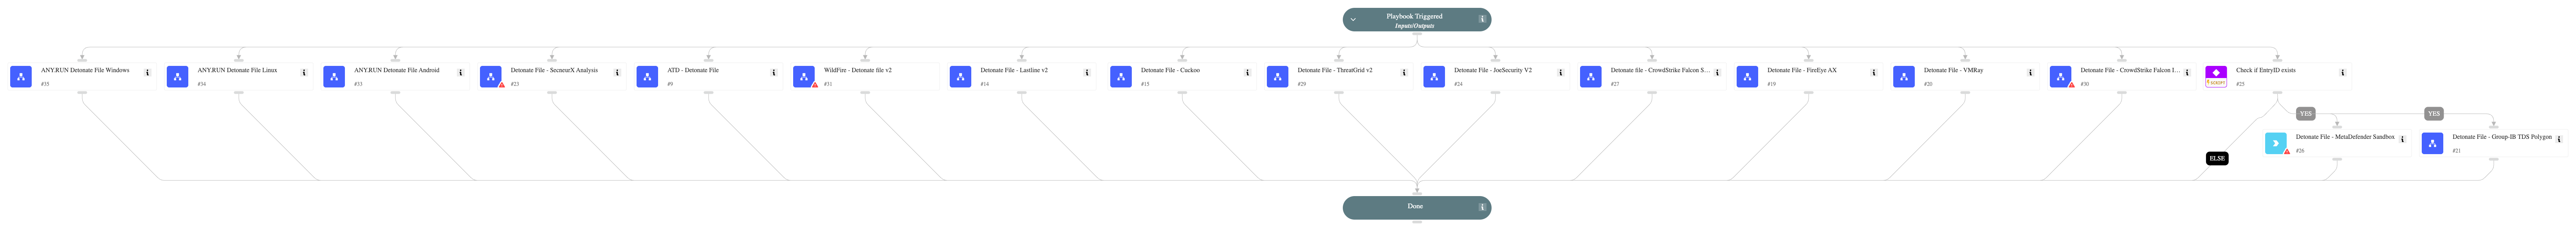 Playbook Triggered
Inputs/Outputs
ANY.RUN Detonate File Windows
#35
ANY.RUN Detonate File Linux
#34
ANY.RUN Detonate File Android
#33
Detonate File - SecneurX Analysis
#23
ATD - Detonate File
#9
WildFire - Detonate file v2
#31
Detonate File - Lastline v2
#14
Detonate File - Cuckoo
#15
Detonate File - ThreatGrid v2
#29
Detonate File - JoeSecurity V2
#24
Detonate file - CrowdStrike Falcon S...
#27
Detonate File - FireEye AX
#19
Detonate File - VMRay
#20
Detonate File - CrowdStrike Falcon I...
#30
Check if EntryID exists
#25
YES
YES
Detonate File - MetaDefender Sandbox
#26
Detonate File - Group-IB TDS Polygon
#21
ELSE
Done